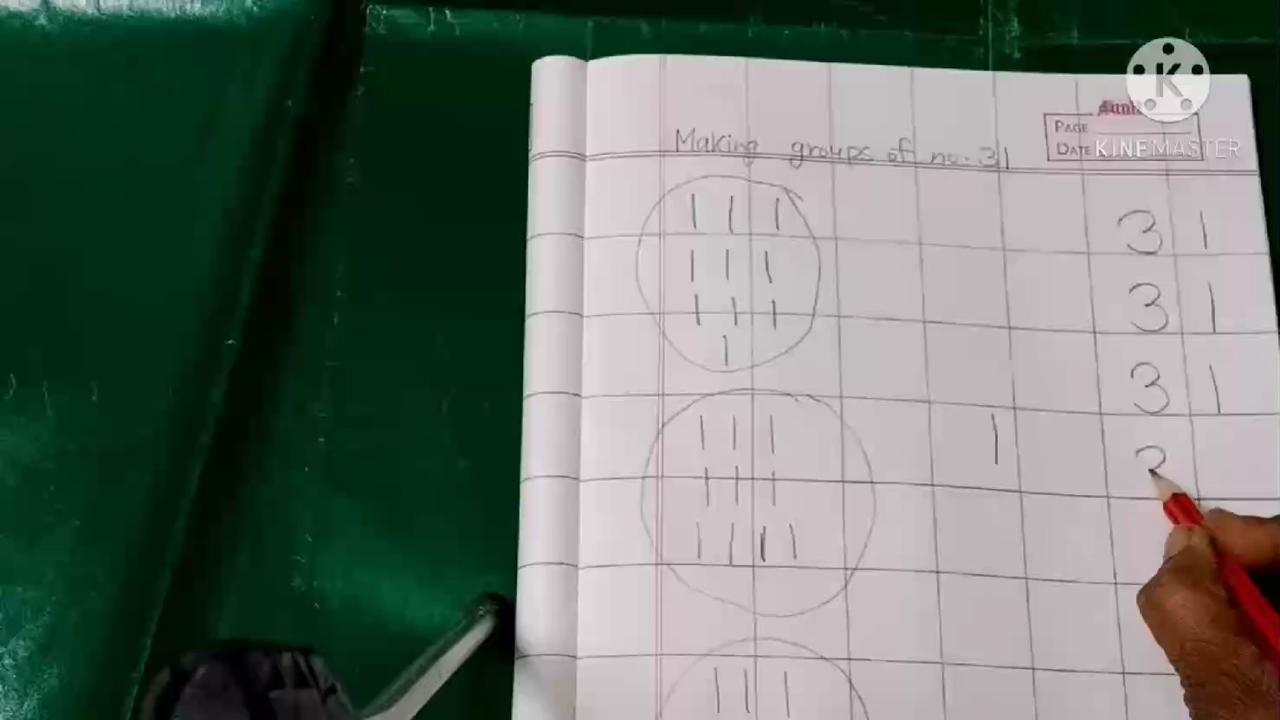 Making groups of no. 31
PAGE
DATE
K
KINEMASTER
3 1
3 1
3 1
1